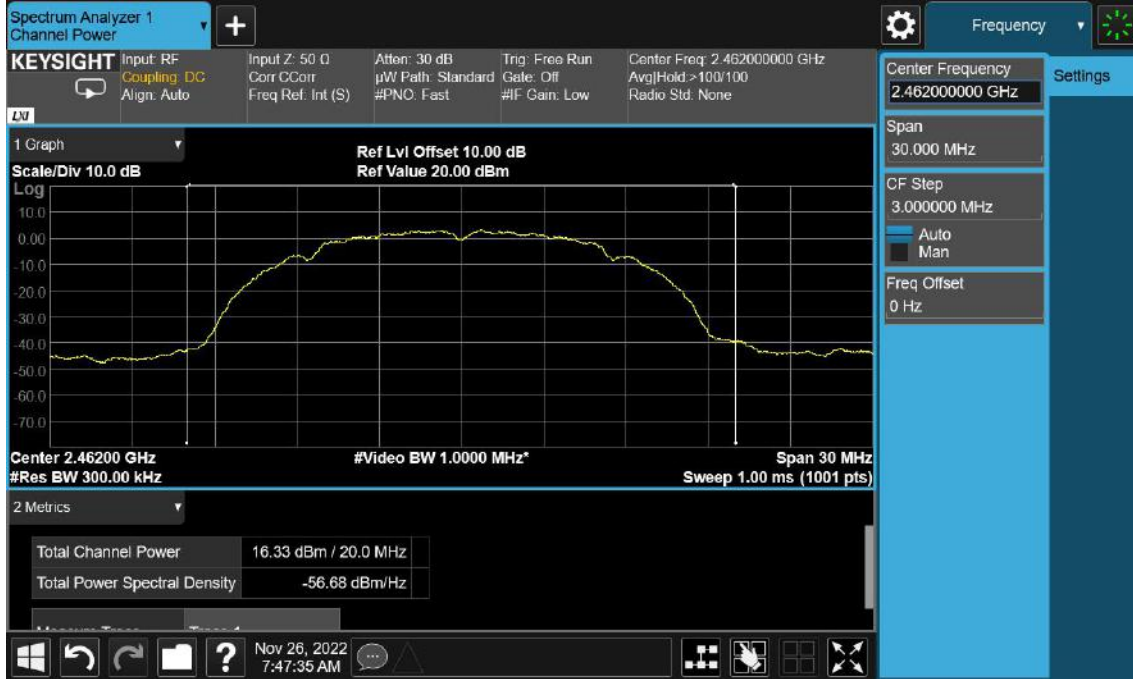 Spectrum Analyzer 1
Channel Power
+
Frequency
KEYSIGHT
LXI
Input: RF
Coupling: DC
Align: Auto
Input Z: 50 Ω
Corr CCorr
Freq Ref: Int (S)
Atten: 30 dB
µW Path: Standard
#PNO: Fast
Trig: Free Run
Gate: Off
#IF Gain: Low
Center Freq: 2.462000000 GHz
Avg|Hold:>100/100
Radio Std: None
Center Frequency
2.462000000 GHz
Settings
Span
30.000 MHz
CF Step
3.000000 MHz
Auto
Man
Freq Offset
0 Hz
1 Graph
Scale/Div 10.0 dB
Ref Lvl Offset 10.00 dB
Ref Value 20.00 dBm
Log
10.0
0.00
-10.0
-20.0
-30.0
-40.0
-50.0
-60.0
-70.0
Center 2.46200 GHz
#Video BW 1.0000 MHz*
Span 30 MHz
#Res BW 300.00 kHz
Sweep 1.00 ms (1001 pts)
2 Metrics
Total Channel Power 16.33 dBm / 20.0 MHz
Total Power Spectral Density -56.68 dBm/Hz
?
Nov 26, 2022
7:47:35 AM